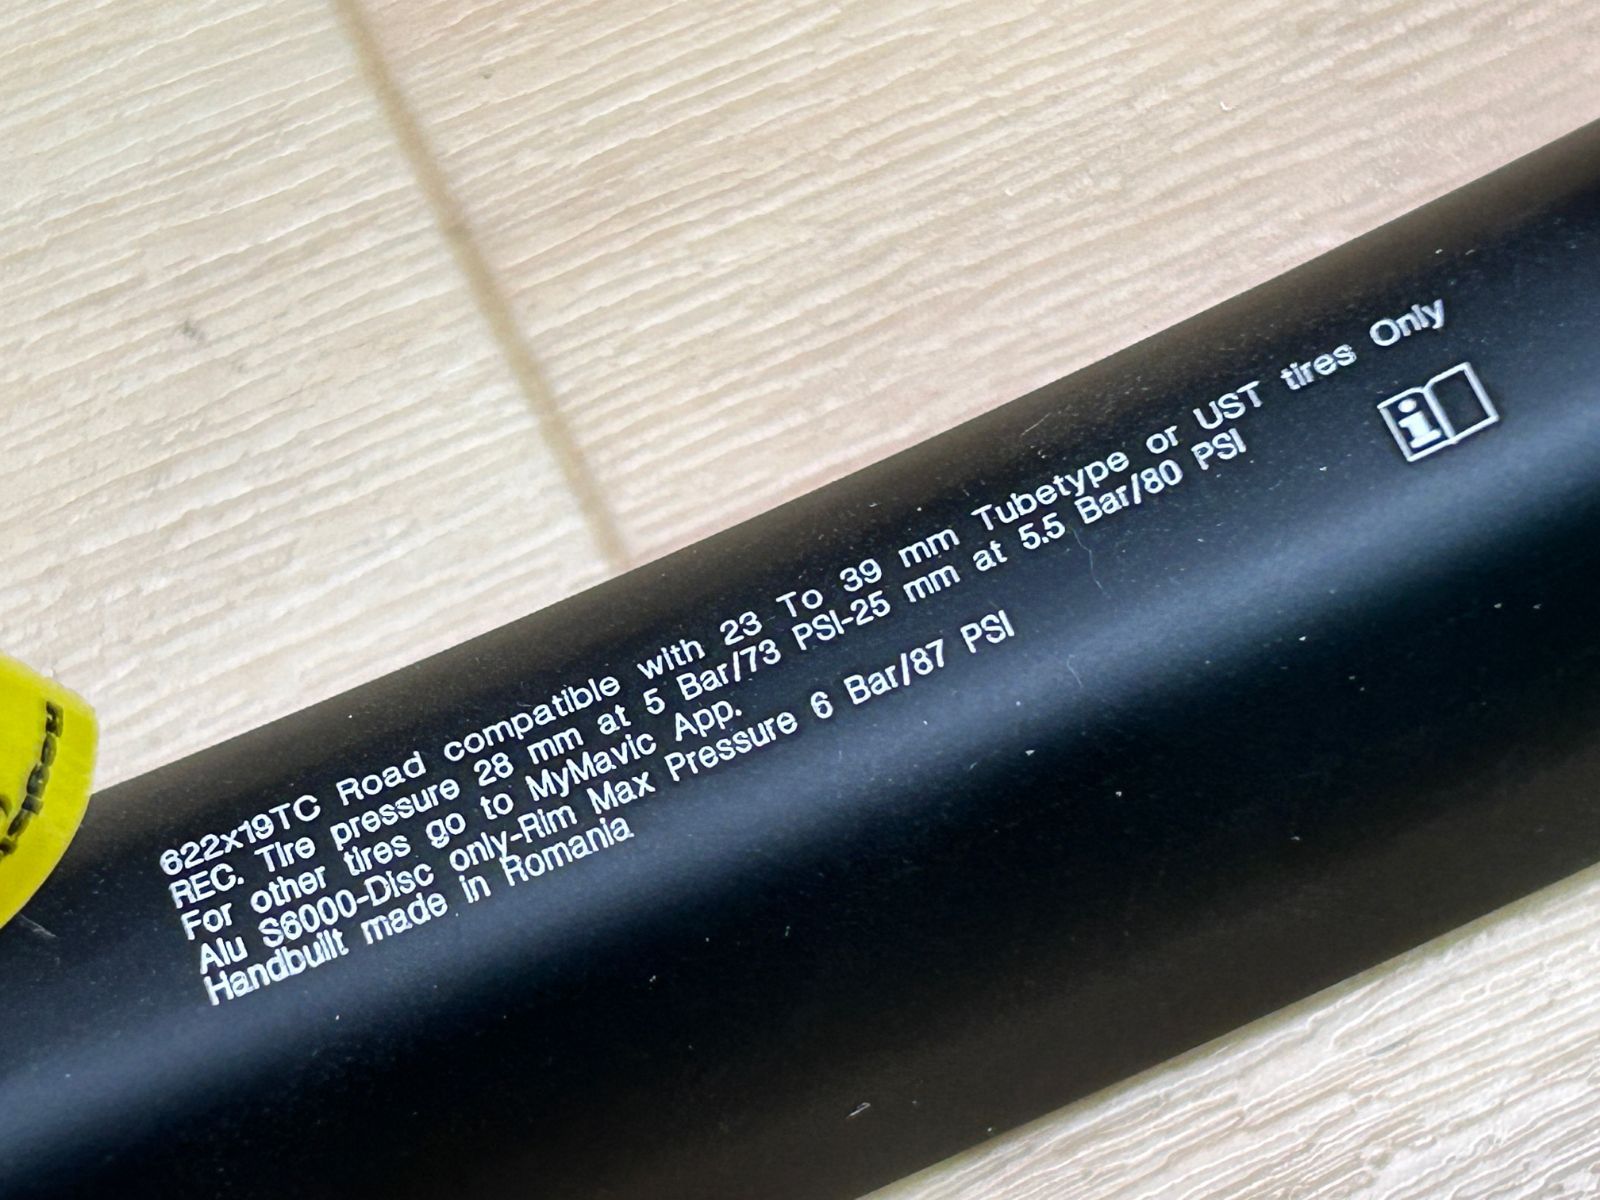 622x19TC Road compatible with 23 To 39 mm Tubetype or UST tires Only
REC. Tire pressure 28 mm at 5 Bar/73 PSI-25 mm at 5.5 Bar/80 PSI
For other tires go to MyMavic App.
Alu S6000-Disc only-Rim Max Pressure 6 Bar/87 PSI
Handbuilt made in Romania
i